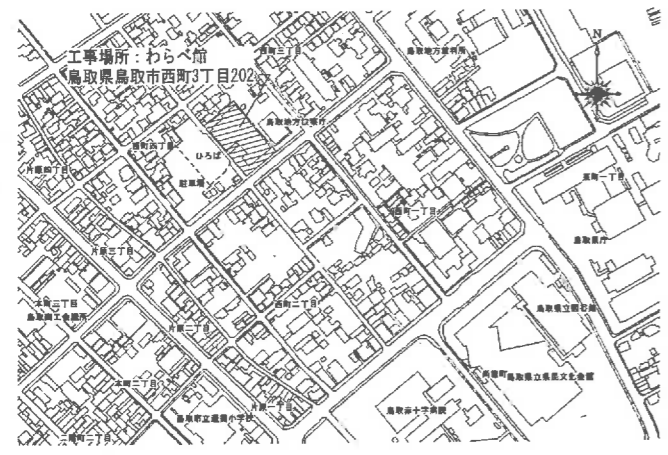 工事場所：わらべ館
鳥取県鳥取市西町3丁目202
西町三丁目
鳥取地方裁判所
N
鳥取地方
西町四丁目
ひろば
駐車場
片原四丁目
西町一丁目
東町一丁目
鳥取県庁
片原三丁目
本町三丁目
鳥取商工会議所
西町二丁目
片原二丁目
鳥取県立図書館
尚徳町
鳥取県立県民文化会館
本町二丁目
片原一丁目
鳥取市立遷喬小学校
鳥取赤十字病院
二階町二丁目